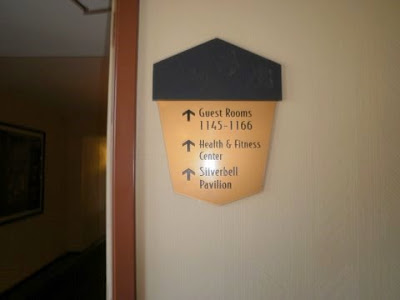 ↑ Guest Rooms
1145-1166
↑ Health & Fitness
Center
↑ Silverbell
Pavilion